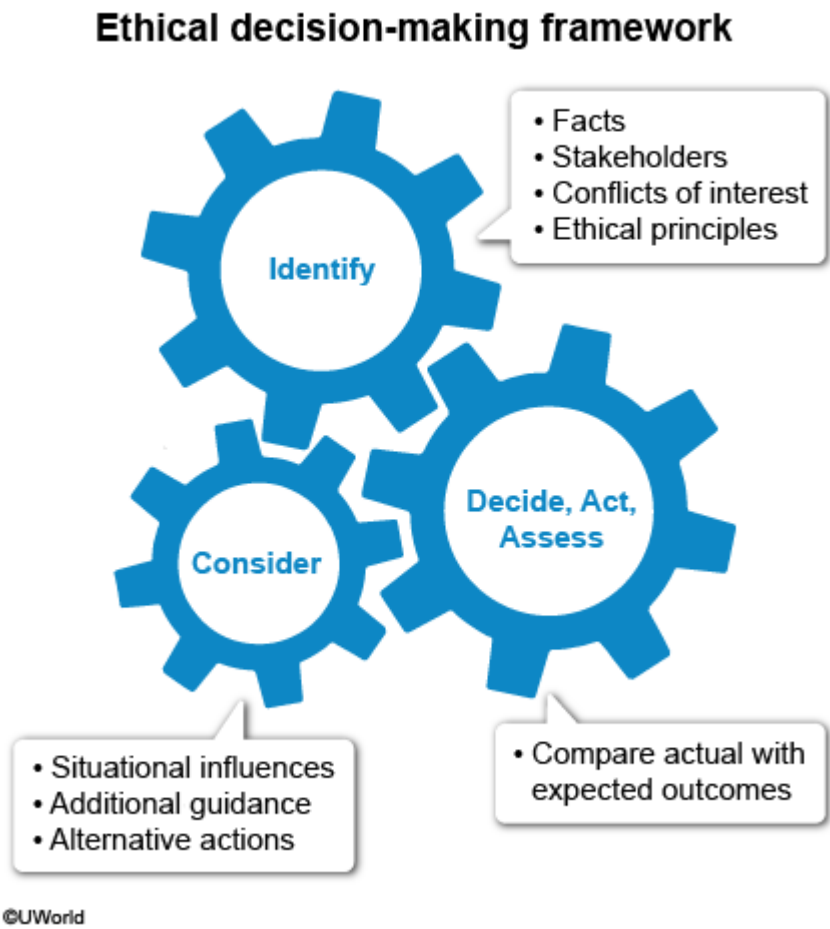 Ethical decision-making framework
• Facts
• Stakeholders
• Conflicts of interest
• Ethical principles
Identify
Decide, Act,
Assess
Consider
• Situational influences
• Additional guidance
• Alternative actions
• Compare actual with
expected outcomes
©UWorld